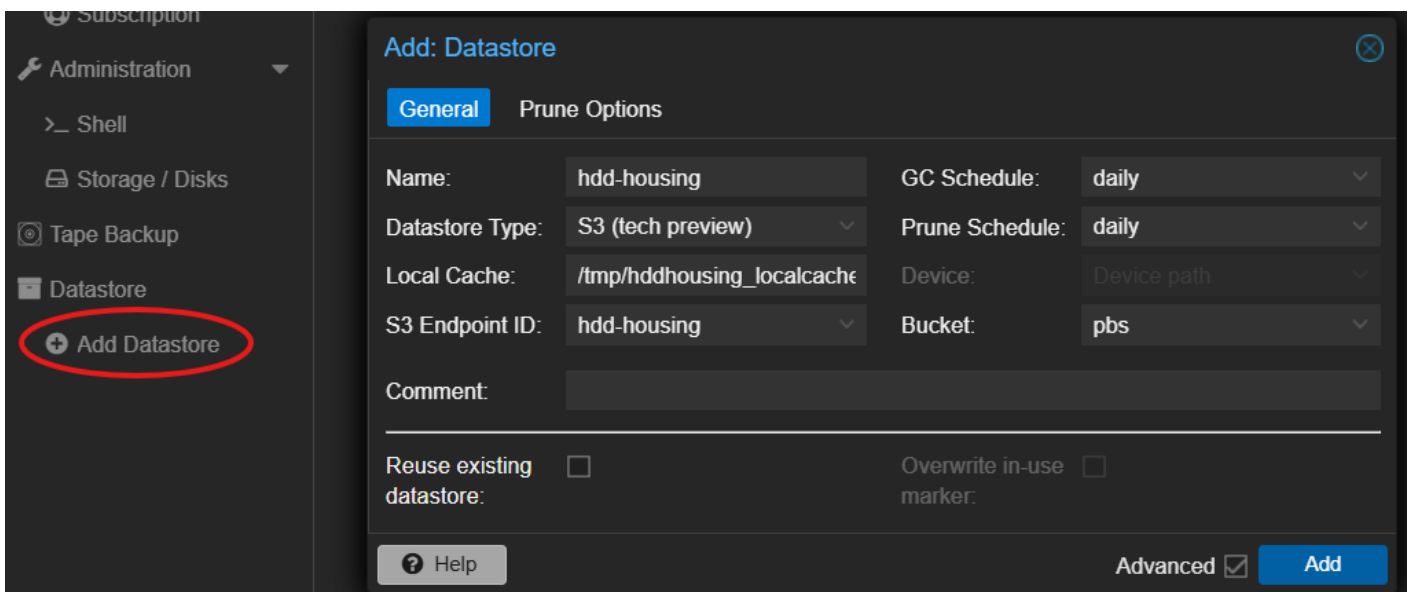 Subscription
Administration
Shell
Storage / Disks
Tape Backup
Datastore
Add Datastore
Add: Datastore
General Prune Options
Name: hdd-housing GC Schedule: daily
Datastore Type: S3 (tech preview) Prune Schedule: daily
Local Cache: /tmp/hddhousing_localcache Device: Device path
S3 Endpoint ID: hdd-housing Bucket: pbs
Comment:
Reuse existing
datastore:
Overwrite in-use
marker:
Help Advanced Add